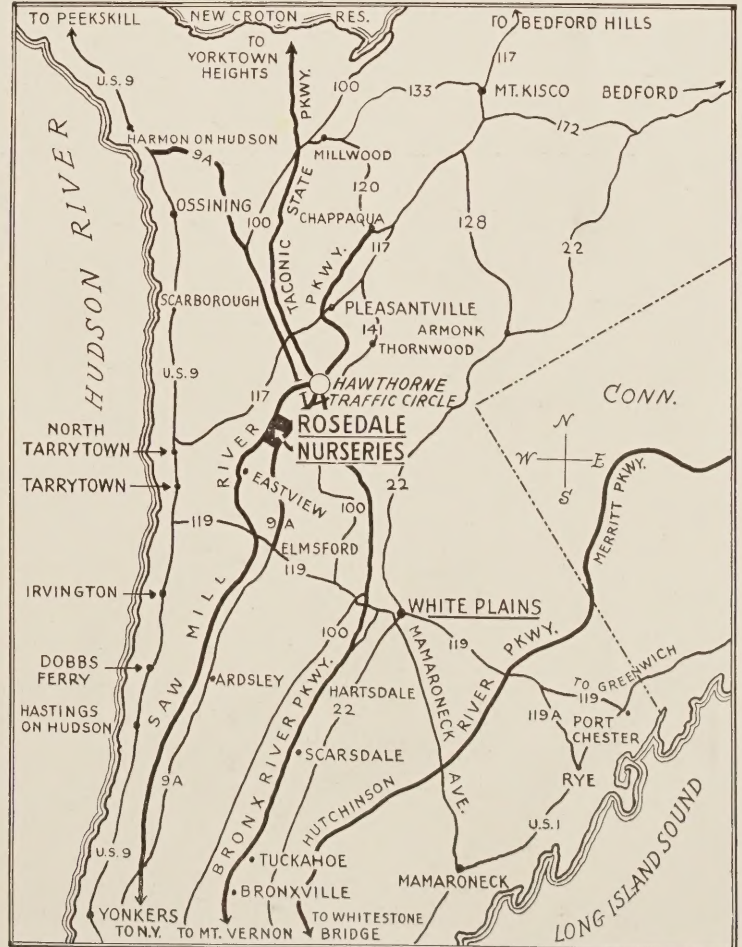 TO PEEKSKILL
NEW CROTON RES.
TO BEDFORD HILLS
TO YORKTOWN HEIGHTS
117
U.S.9
100
133
MT. KISCO
BEDFORD
HARMON ON HUDSON
9A
MILLWOOD
172
HUDSON RIVER
TACONIC STATE PKWY.
120
OSSINING
100
CHAPPAQUA
128
22
117
PKWY.
SCARBOROUGH
PLEASANTVILLE
141
ARMONK
THORNWOOD
U.S.9
117
HAWTHORNE
TRAFFIC CIRCLE
CONN.
N
W E
S
ROSEDALE
NURSERIES
NORTH
TARRYTOWN
TARRYTOWN
SAW MILL RIVER
EASTVIEW
9A
100
22
MERRITT PKWY.
119
ELMSFORD
119
IRVINGTON
WHITE PLAINS
100
119
DOBBS
FERRY
ARDSLEY
HARTSDALE
22
MAMARONECK AVE.
HUTCHINSON RIVER PKWY.
TO GREENWICH
119
119A
PORT
CHESTER
HASTINGS
ON HUDSON
BRONX RIVER PKWY.
SCARSDALE
RYE
9A
U.S.1
U.S.9
TUCKAHOE
BRONXVILLE
MAMARONECK
LONG ISLAND SOUND
YONKERS
TO N.Y.
TO MT. VERNON
TO WHITESTONE
BRIDGE